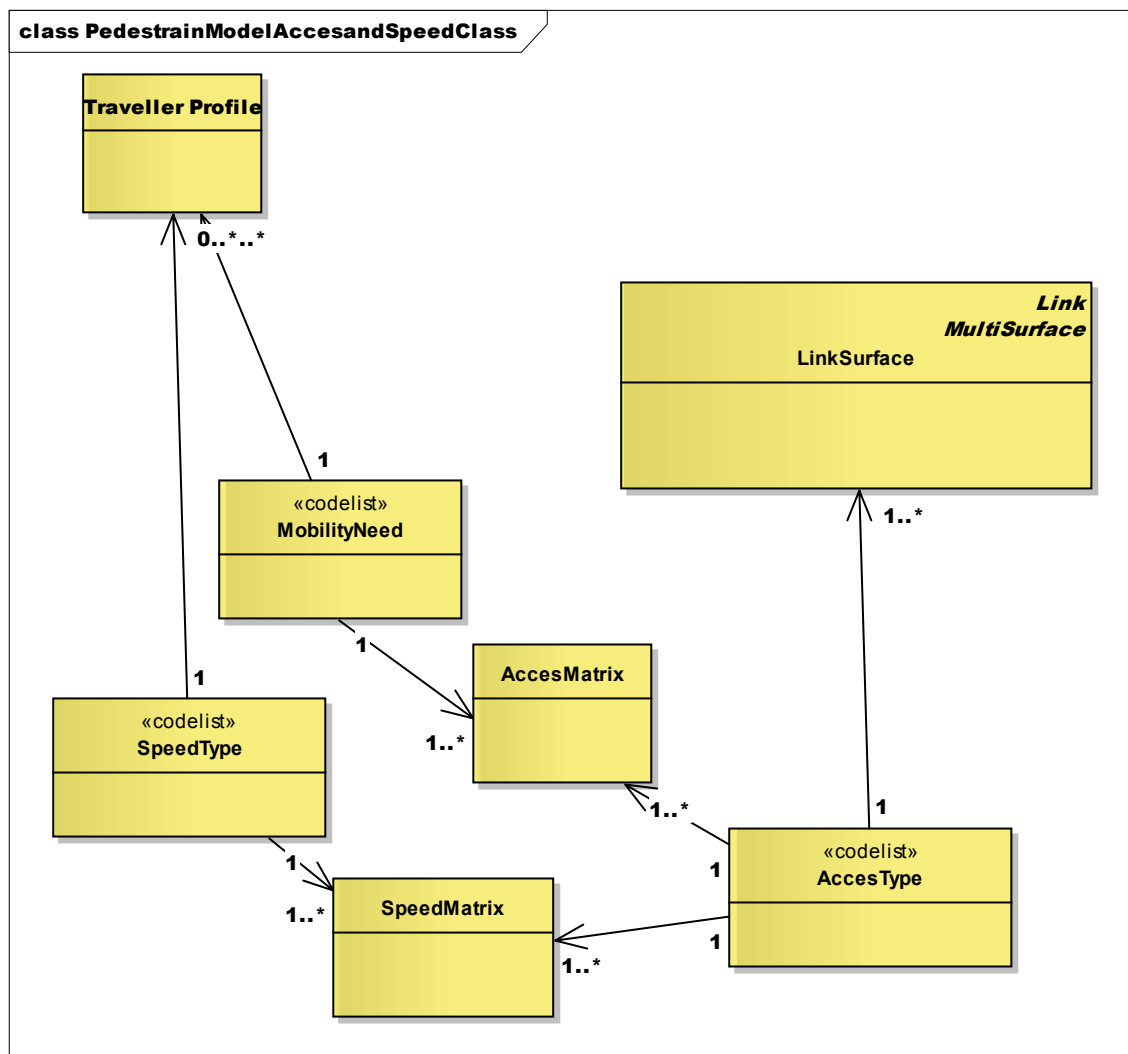 class PedestrainModelAccesandSpeedClass
Traveller Profile
0..*..*
Link
MultiSurface
LinkSurface
1
«codelist»
MobilityNeed
1..*
1
AccesMatrix
1
«codelist»
SpeedType
1..*
1..*
1
«codelist»
AccesType
1
1
SpeedMatrix
1..*
1
1..*